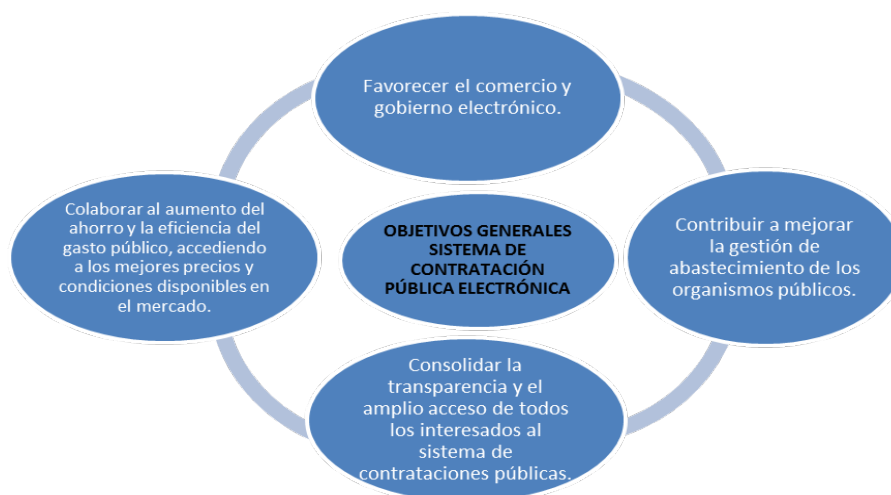 Favorecer el comercio y
gobierno electrónico.
Colaborar al aumento del
ahorro y la eficiencia del
gasto público, accediendo
a los mejores precios y
condiciones disponibles en
el mercado.
OBJETIVOS GENERALES
SISTEMA DE
CONTRATACIÓN
PÚBLICA ELECTRÓNICA
Contribuir a mejorar
la gestión de
abastecimiento de los
organismos públicos.
Consolidar la
transparencia y el
amplio acceso de todos
los interesados al
sistema de
contrataciones públicas.